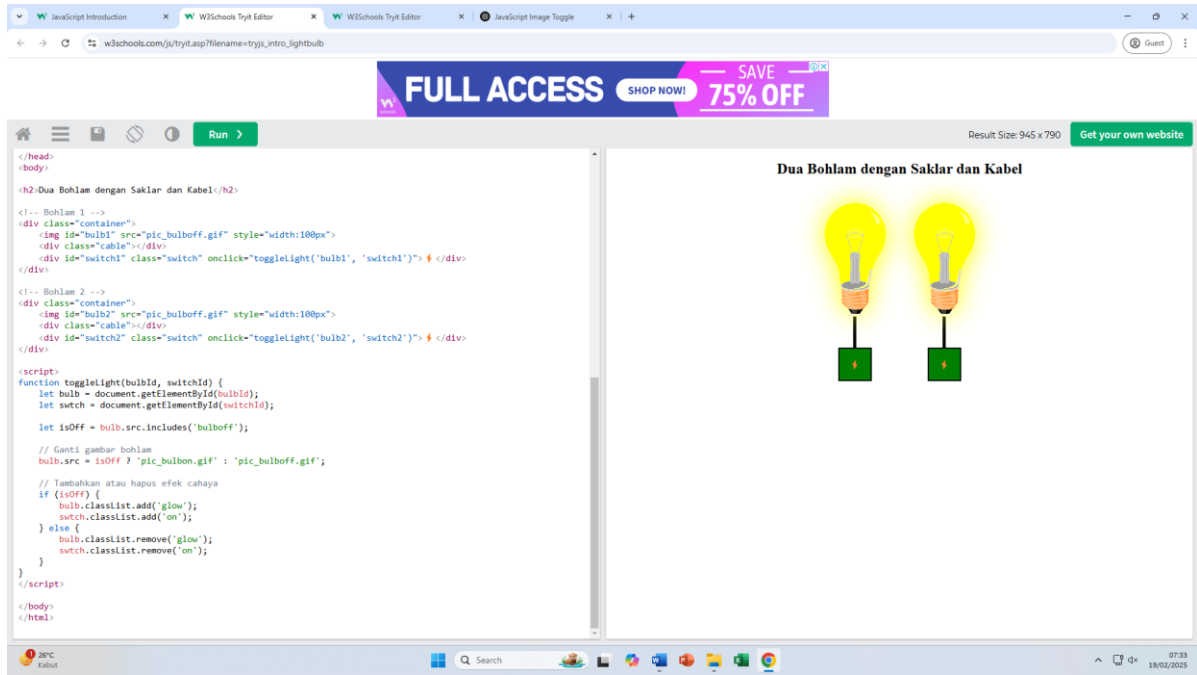 JavaScript Introduction
W3Schools Tryit Editor
W3Schools Tryit Editor
JavaScript Image Toggle
w3schools.com/js/tryit.asp?filename=tryjs_intro_lightbulb
Guest
FULL ACCESS
SHOP NOW!
SAVE
75% OFF
Run ❯
Result Size: 945 x 790
Get your own website
</head>
<body>
<h2>Dua Bohlam dengan Saklar dan Kabel</h2>
<!-- Bohlam 1 -->
<div class="container">
    <img id="bulb1" src="pic_bulboff.gif" style="width:100px">
    <div class="cable"></div>
    <div id="switch1" class="switch" onclick="toggleLight('bulb1', 'switch1')">⚡</div>
</div>
<!-- Bohlam 2 -->
<div class="container">
    <img id="bulb2" src="pic_bulboff.gif" style="width:100px">
    <div class="cable"></div>
    <div id="switch2" class="switch" onclick="toggleLight('bulb2', 'switch2')">⚡</div>
</div>
<script>
function toggleLight(bulbId, switchId) {
    let bulb = document.getElementById(bulbId);
    let swtch = document.getElementById(switchId);
    let isOff = bulb.src.includes('bulboff');
    // Ganti gambar bohlam
    bulb.src = isOff ? 'pic_bulbon.gif' : 'pic_bulboff.gif';
    // Tambahkan atau hapus efek cahaya
    if (isOff) {
        bulb.classList.add('glow');
        swtch.classList.add('on');
    } else {
        bulb.classList.remove('glow');
        swtch.classList.remove('on');
    }
}
</script>
</body>
</html>
Dua Bohlam dengan Saklar dan Kabel
1
26°C
Kabut
Search
07:33
19/02/2025